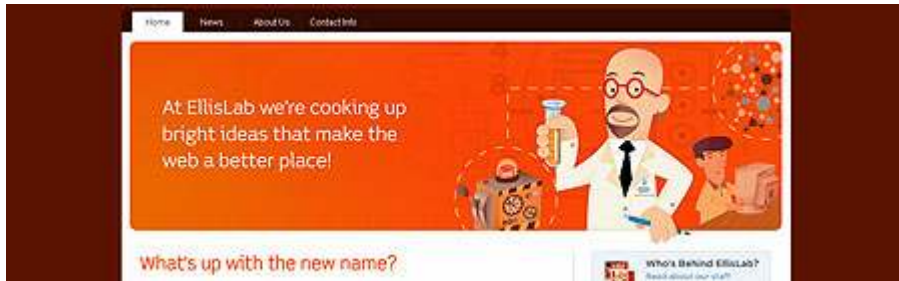 Home News About Us Contact Info
At EllisLab we're cooking up
bright ideas that make the
web a better place!
What's up with the new name?
Who's Behind EllisLab?
Read about our staff